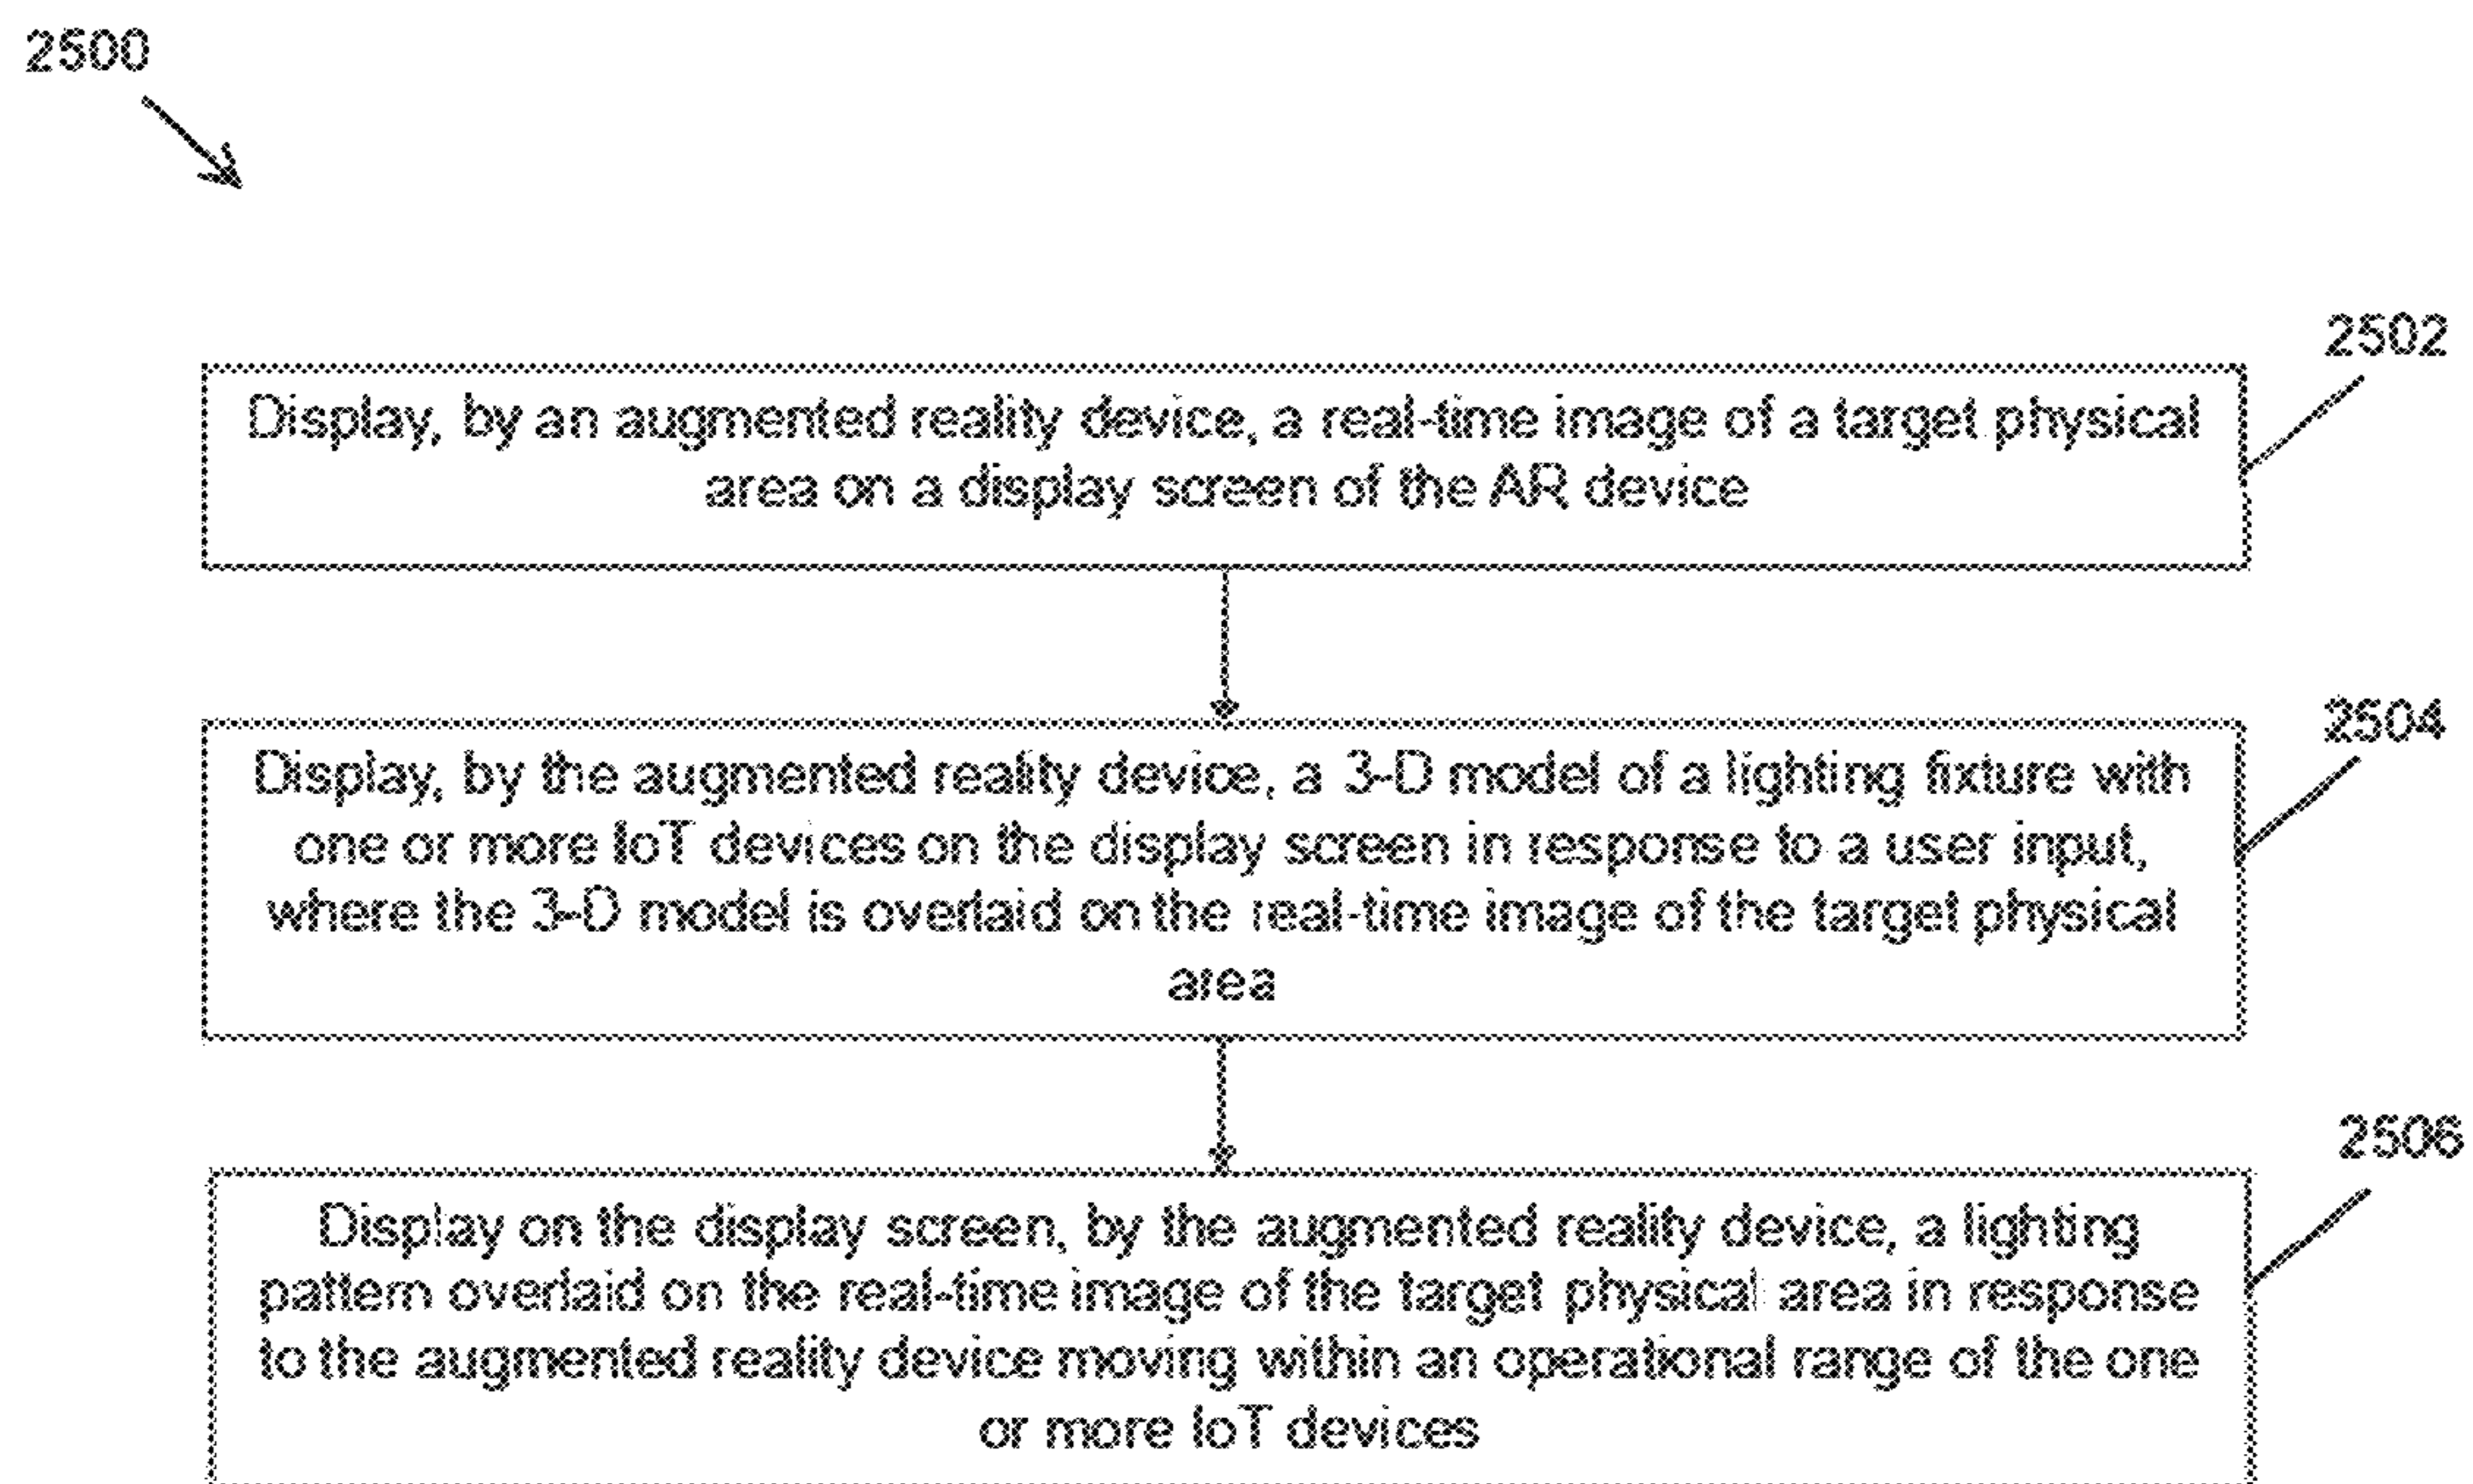 2500
2502
Display, by an augmented reality device, a real-time image of a target physical
area on a display screen of the AR device
2504
Display, by the augmented reality device, a 3-D model of a lighting fixture with
one or more IoT devices on the display screen in response to a user input,
where the 3-D model is overlaid on the real-time image of the target physical
area
2506
Display on the display screen, by the augmented reality device, a lighting
pattern overlaid on the real-time image of the target physical area in response
to the augmented reality device moving within an operational range of the one
or more IoT devices